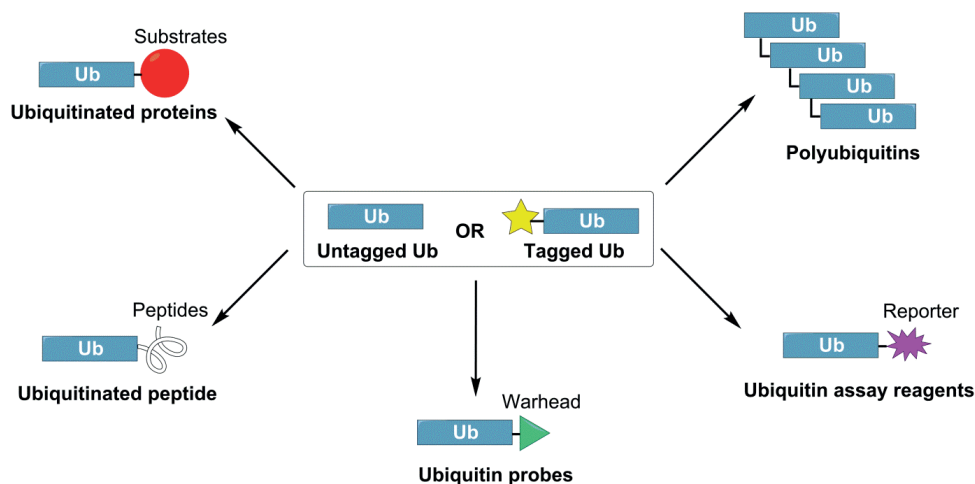 Substrates
Ub
Ubiquitinated proteins
Ub
Ub
Ub
Ub
Polyubiquitins
Ub
Untagged Ub
OR
Ub
Tagged Ub
Peptides
Ub
Ubiquitinated peptide
Warhead
Ub
Ubiquitin probes
Reporter
Ub
Ubiquitin assay reagents